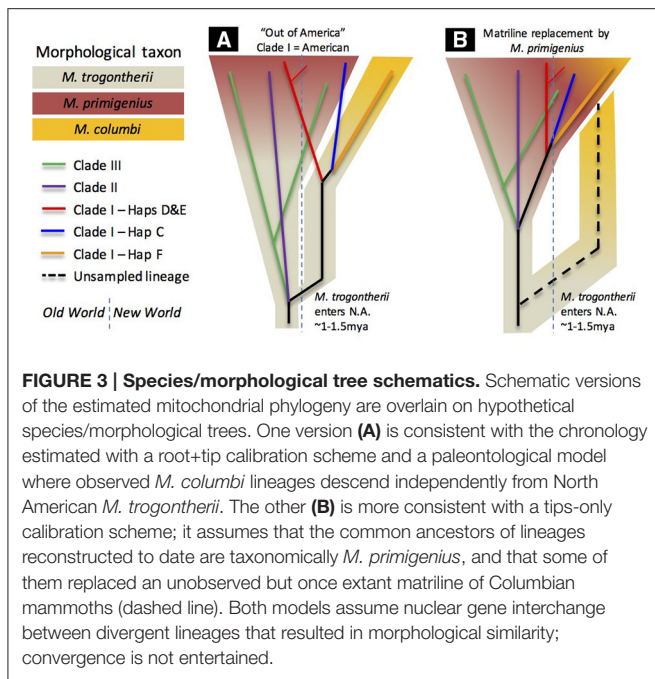 Morphological taxon
M. trogontherii
M. primigenius
M. columbi
Clade III
Clade II
Clade I – Haps D&E
Clade I – Hap C
Clade I – Hap F
Unsampled lineage
Old World | New World
A
“Out of America”
Clade I = American
M. trogontherii
enters N.A.
~1-1.5mya
B
Matriline replacement by
M. primigenius
M. trogontherii
enters N.A.
~1-1.5mya
FIGURE 3 | Species/morphological tree schematics. Schematic versions
of the estimated mitochondrial phylogeny are overlain on hypothetical
species/morphological trees. One version (A) is consistent with the chronology
estimated with a root+tip calibration scheme and a paleontological model
where observed M. columbi lineages descend independently from North
American M. trogontherii. The other (B) is more consistent with a tips-only
calibration scheme; it assumes that the common ancestors of lineages
reconstructed to date are taxonomically M. primigenius, and that some of
them replaced an unobserved but once extant matriline of Columbian
mammoths (dashed line). Both models assume nuclear gene interchange
between divergent lineages that resulted in morphological similarity;
convergence is not entertained.